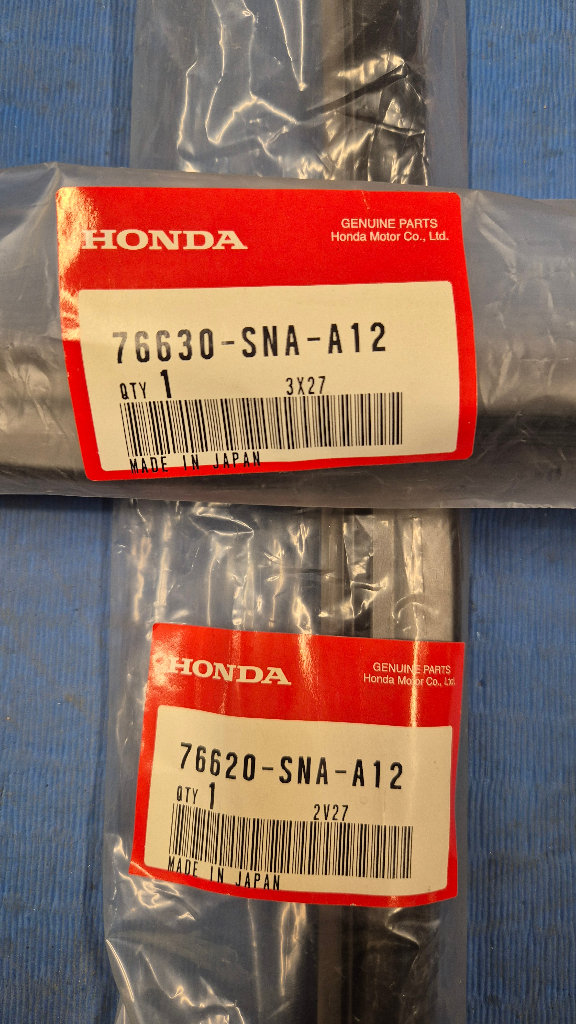 HONDA
GENUINE PARTS
Honda Motor Co., Ltd.
76630-SNA-A12
QTY 1 3X27
MADE IN JAPAN
HONDA
GENUINE PARTS
Honda Motor Co., Ltd.
76620-SNA-A12
QTY 1 2V27
MADE IN JAPAN